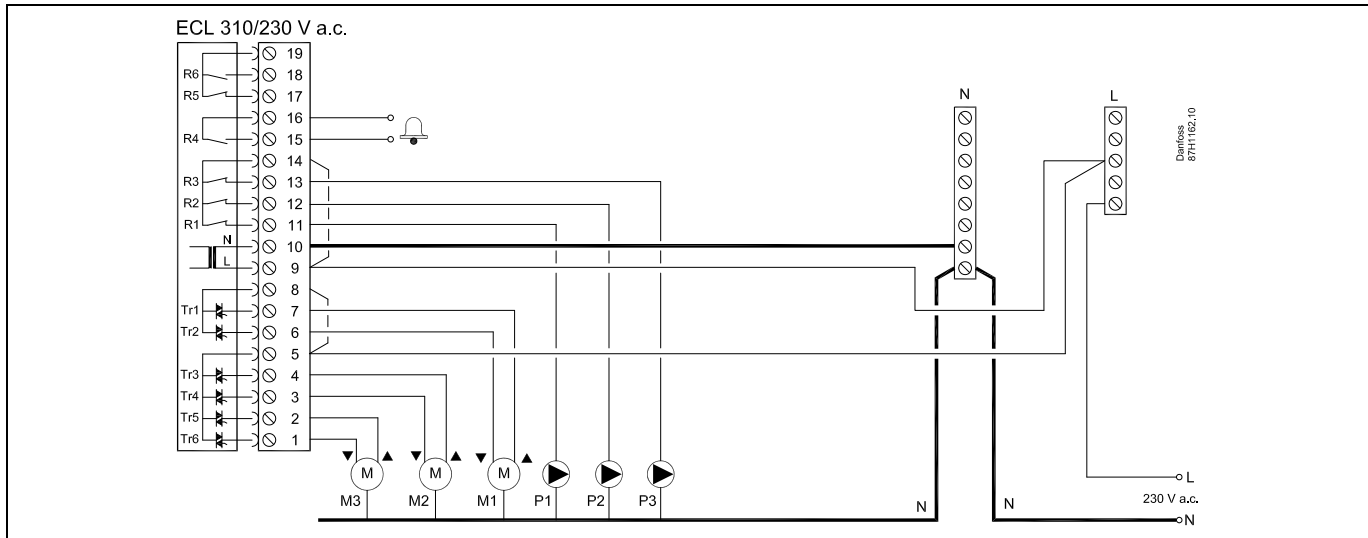 ECL 310/230 V a.c.
19
R6 18
R5 17
16
R4 15
14
R3 13
R2 12
R1 11
N 10
L 9
8
Tr1 7
Tr2 6
5
Tr3 4
Tr4 3
Tr5 2
Tr6 1
N
L
Danfoss
87H1162.10
M M M
M3 M2 M1 P1 P2 P3
L
230 V a.c.
N N N